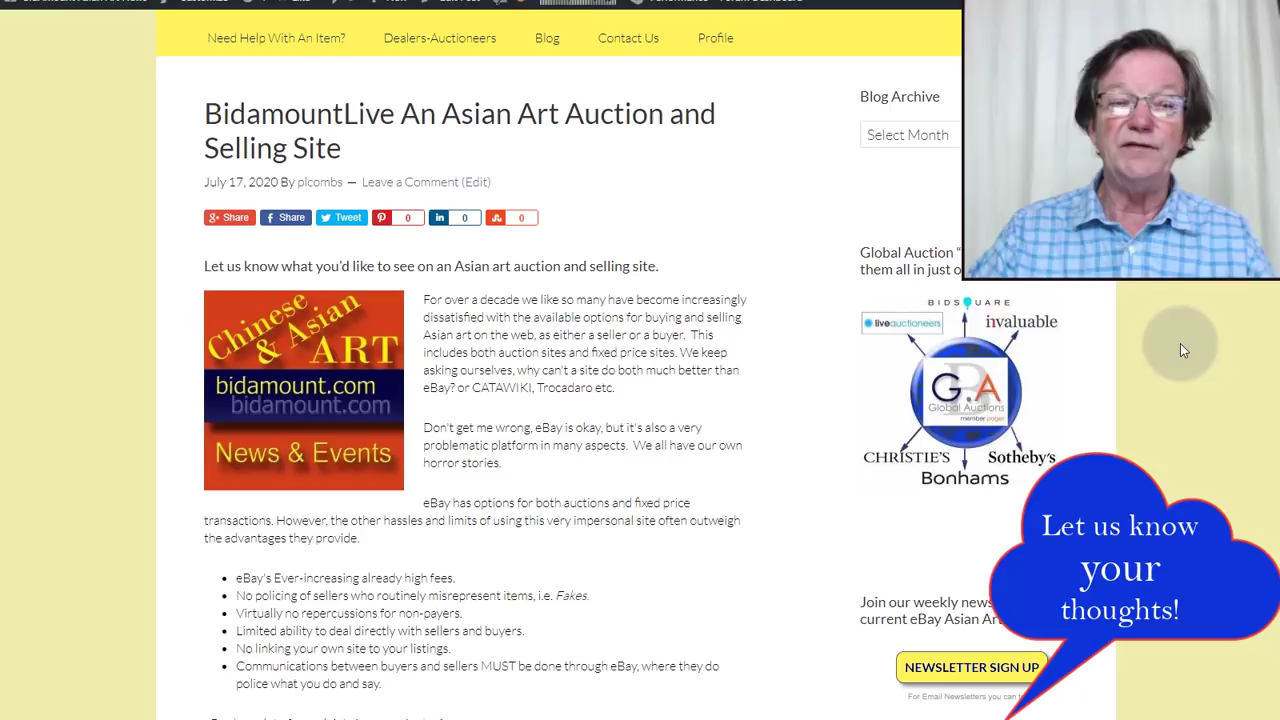 Need Help With An Item?
Dealers-Auctioneers
Blog
Contact Us
Profile
BidamountLive An Asian Art Auction and
Selling Site
July 17, 2020 By plcombs — Leave a Comment (Edit)
Share
Share
Tweet
0
0
0
Let us know what you'd like to see on an Asian art auction and selling site.
Chinese
& Asian
ART
bidamount.com
bidamount.com
News & Events
For over a decade we like so many have become increasingly
dissatisfied with the available options for buying and selling
Asian art on the web, as either a seller or a buyer. This
includes both auction sites and fixed price sites. We keep
asking ourselves, why can't a site do both much better than
eBay? or CATAWIKI, Trocadaro etc.
Don't get me wrong, eBay is okay, but it's also a very
problematic platform in many aspects. We all have our own
horror stories.
eBay has options for both auctions and fixed price
transactions. However, the other hassles and limits of using this very impersonal site often outweigh
the advantages they provide.
eBay's Ever-increasing already high fees.
No policing of sellers who routinely misrepresent items, i.e. Fakes.
Virtually no repercussions for non-payers.
Limited ability to deal directly with sellers and buyers.
No linking your own site to your listings.
Communications between buyers and sellers MUST be done through eBay, where they do
police what you do and say.
Blog Archive
Select Month
Global Auction "
them all in just o
BIDSQUARE
liveauctioneers
invaluable
GA
Global Auctions
member pages
CHRISTIE'S
Sotheby's
Bonhams
Let us know
your
thoughts!
Join our weekly news
current eBay Asian Ar
NEWSLETTER SIGN UP
For Email Newsletters you can